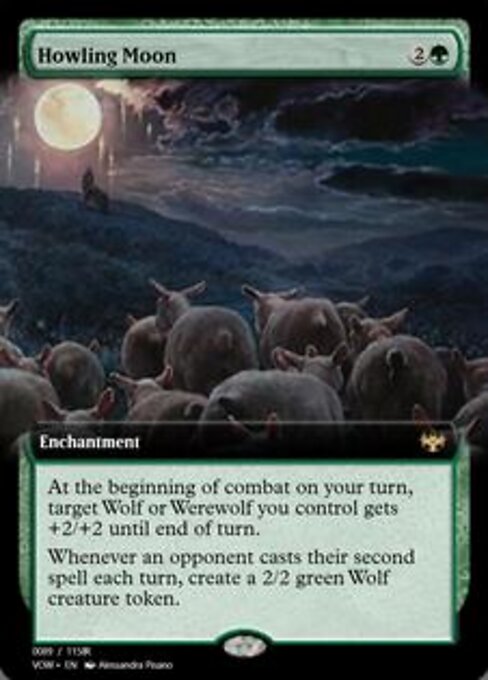 Howling Moon 2
Enchantment
At the beginning of combat on your turn,
target Wolf or Werewolf you control gets
+2/+2 until end of turn.
Whenever an opponent casts their second
spell each turn, create a 2/2 green Wolf
creature token.
VOW • EN Alessandra Pisano